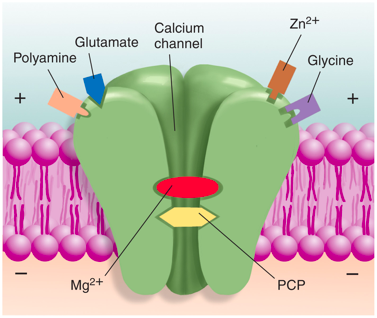 Zn2+
Calcium
channel
Glutamate
Polyamine
Glycine
+
+
−
−
Mg2+
PCP